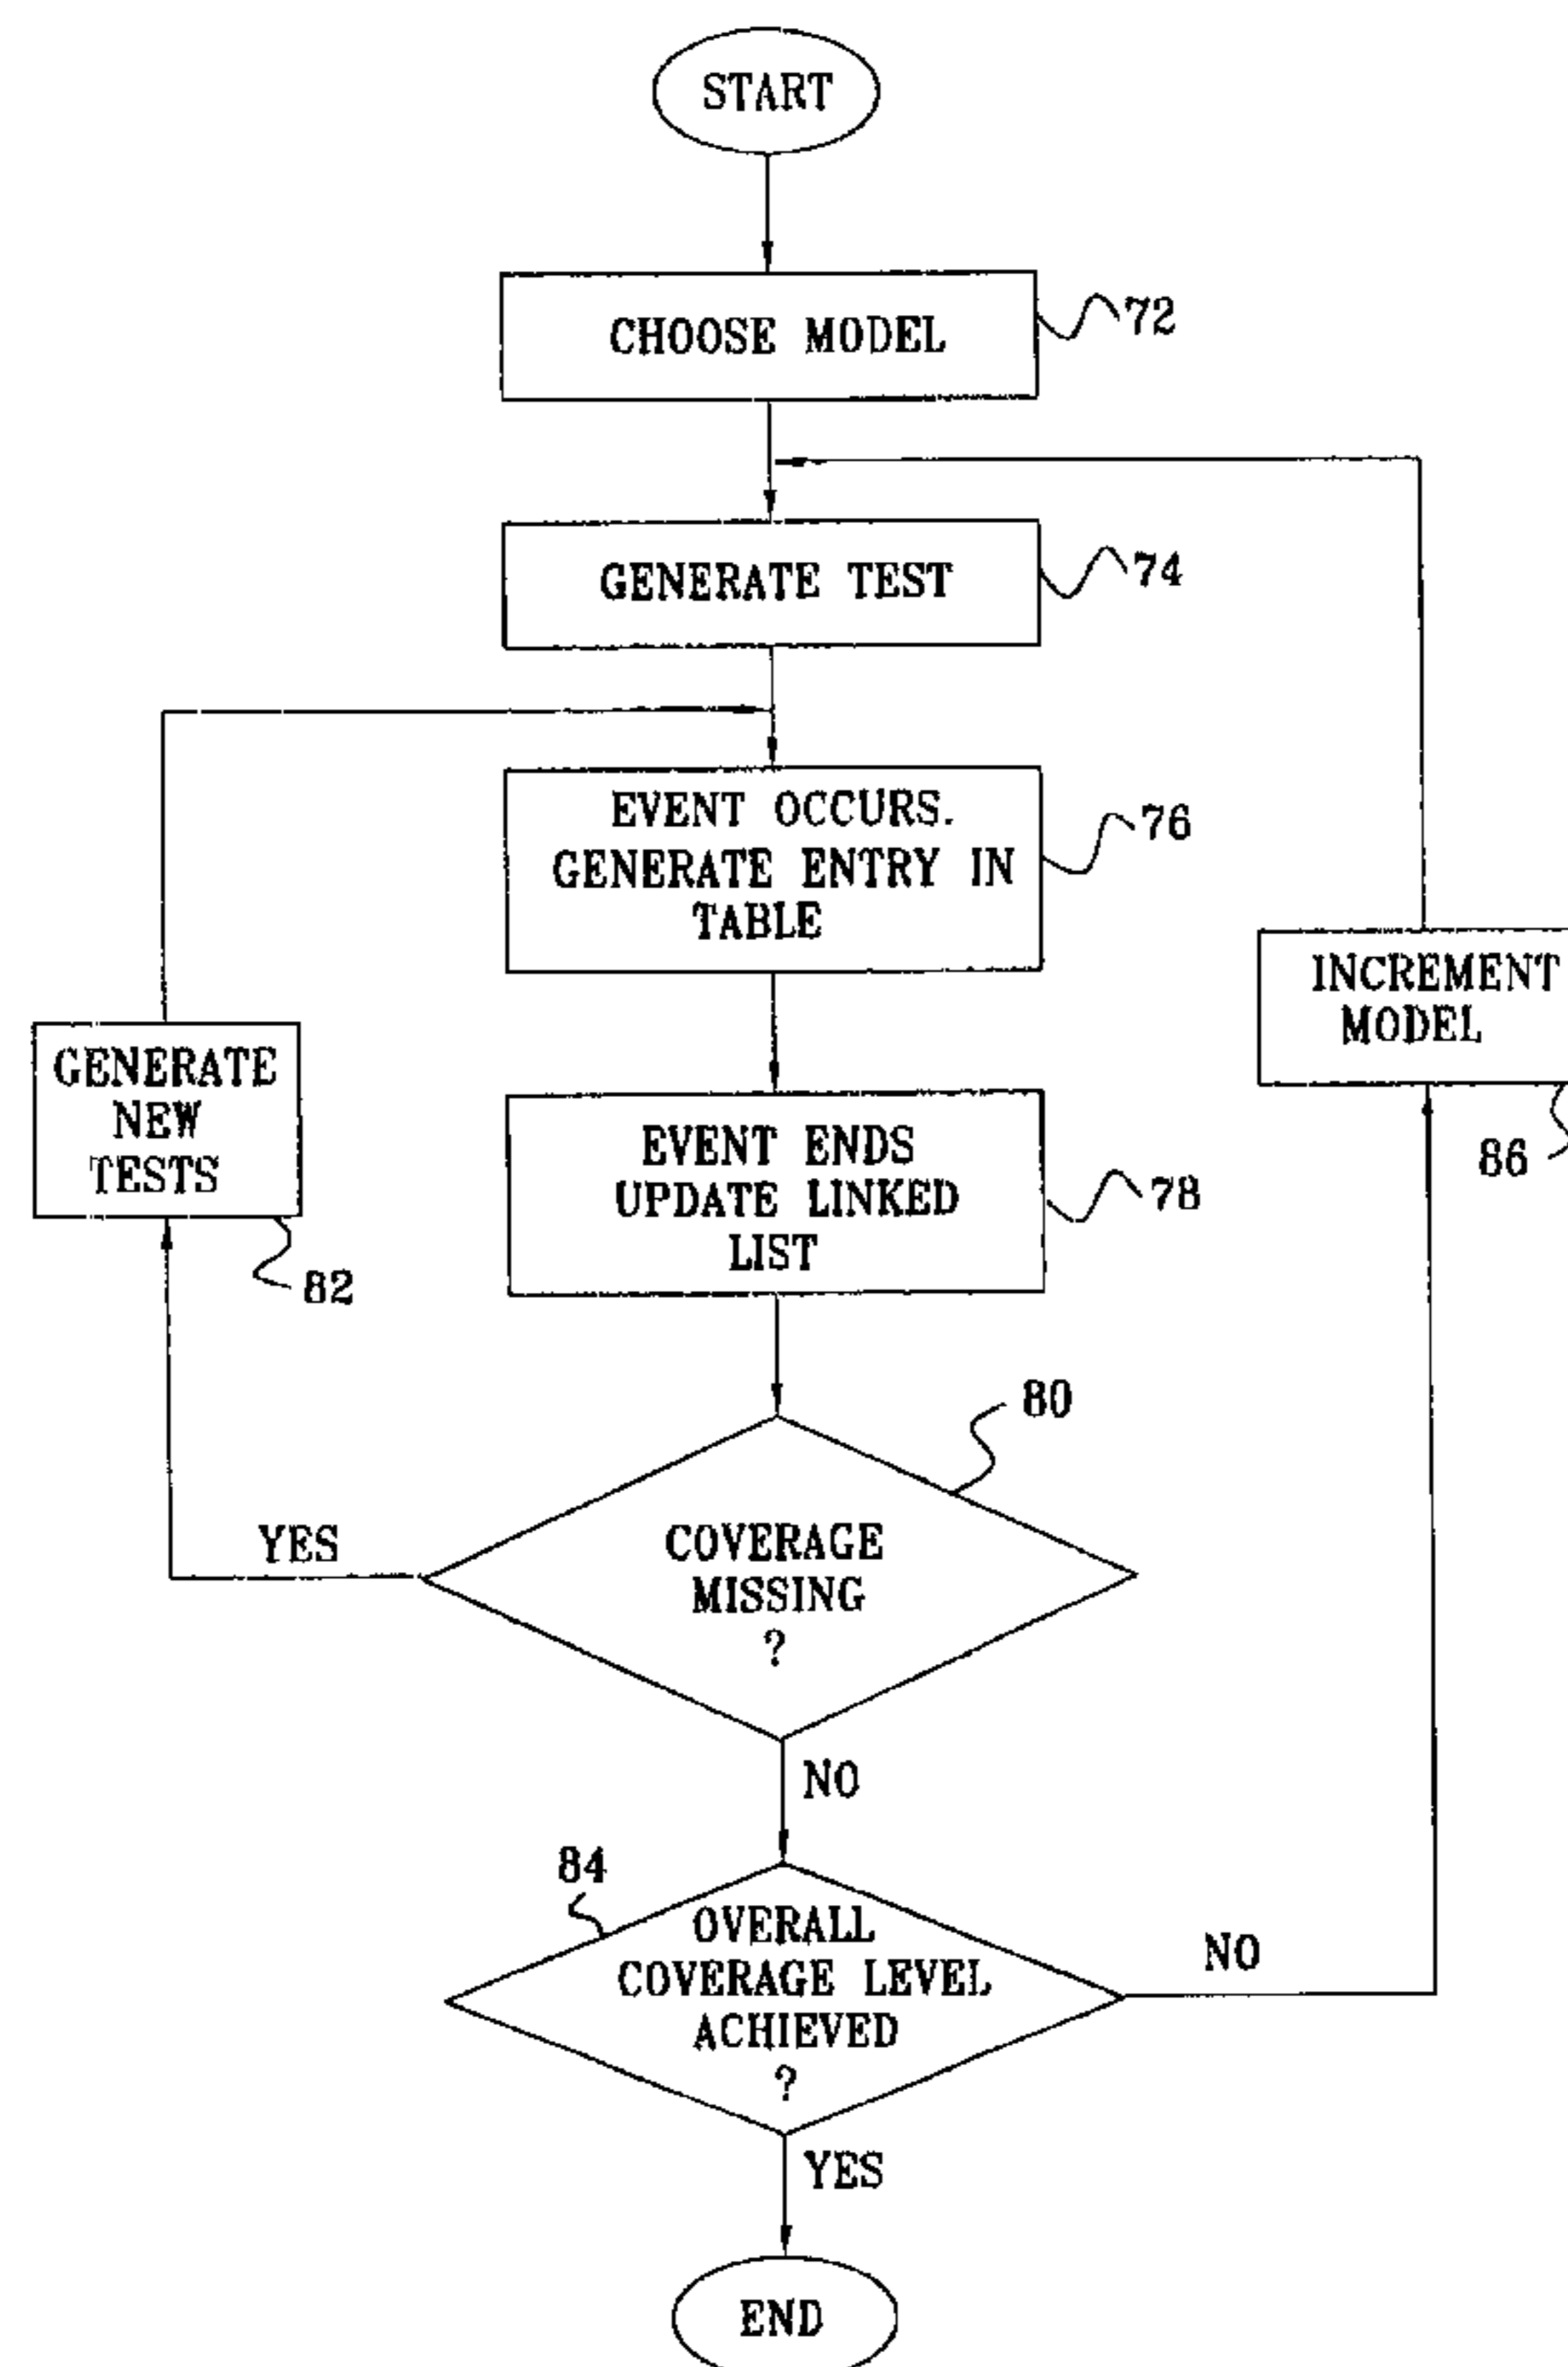 START
CHOOSE MODEL
72
GENERATE TEST
74
EVENT OCCURS.
GENERATE ENTRY IN
TABLE
76
INCREMENT
MODEL
86
GENERATE
NEW
TESTS
82
EVENT ENDS
UPDATE LINKED
LIST
78
80
COVERAGE
MISSING
?
YES
NO
84
OVERALL
COVERAGE LEVEL
ACHIEVED
?
NO
YES
END